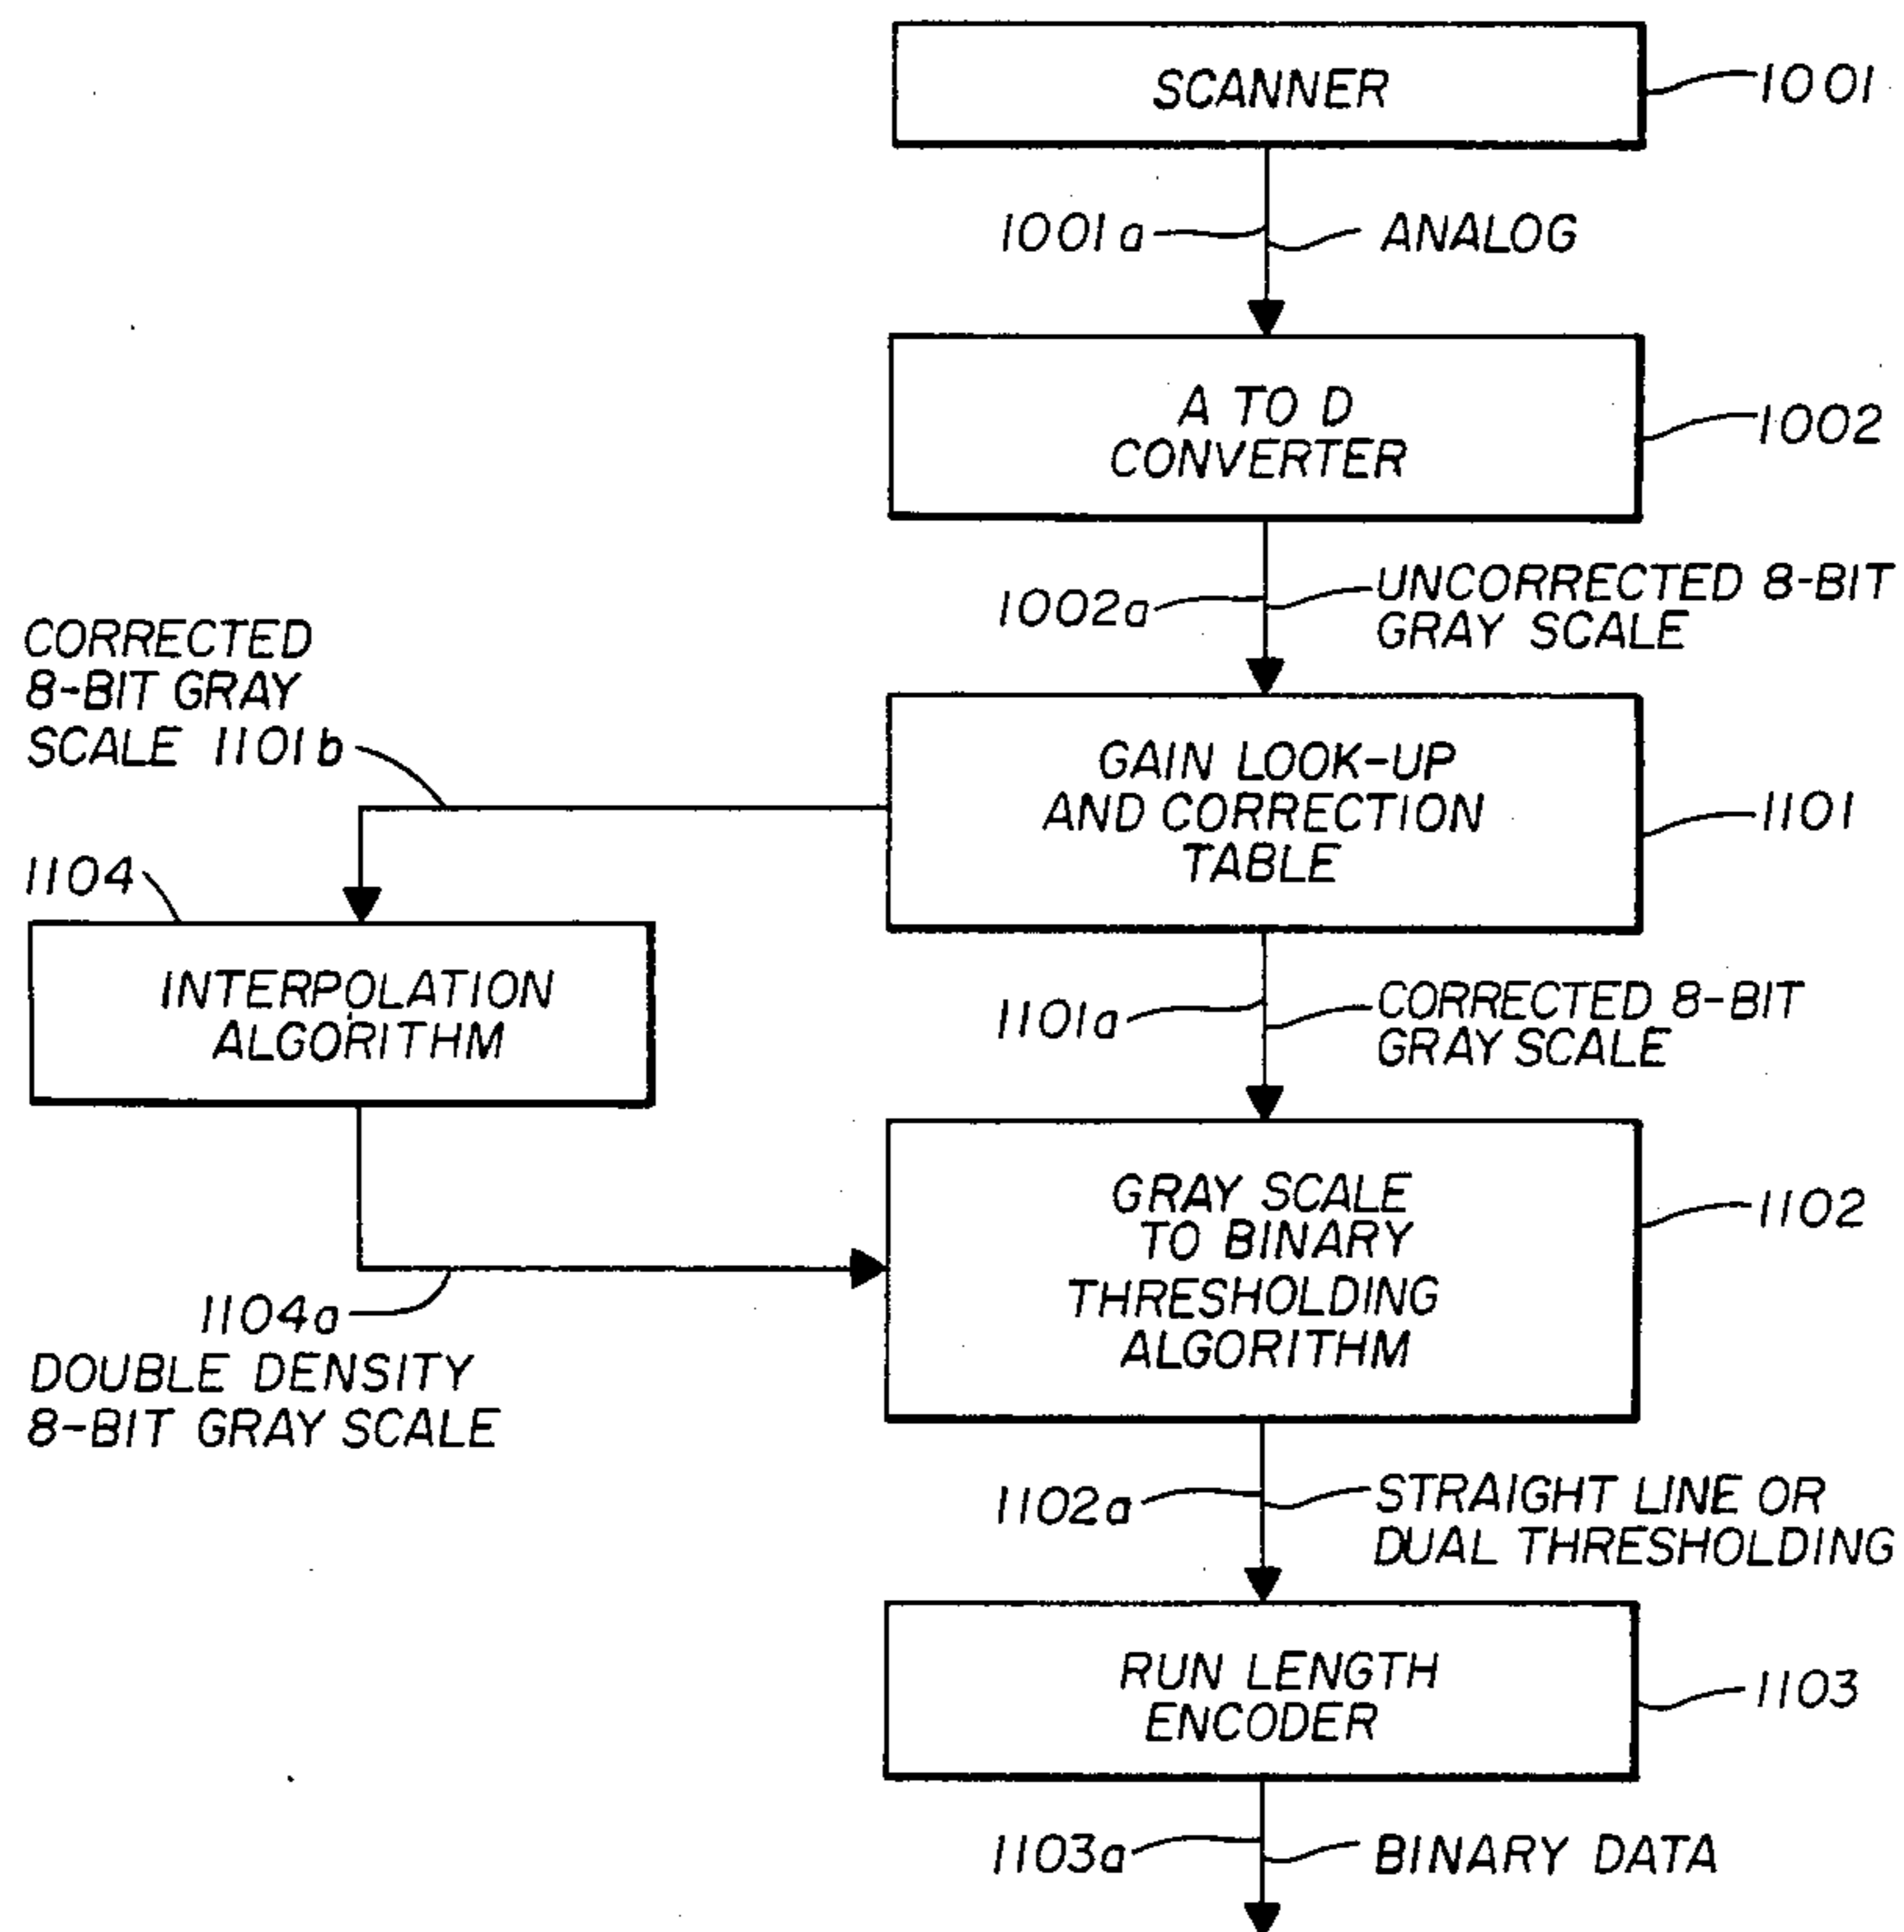 SCANNER
1001
1001a
ANALOG
A TO D
CONVERTER
1002
1002a
UNCORRECTED 8-BIT
GRAY SCALE
CORRECTED
8-BIT GRAY
SCALE 1101b
GAIN LOOK-UP
AND CORRECTION
TABLE
1101
1104
INTERPOLATION
ALGORITHM
1101a
CORRECTED 8-BIT
GRAY SCALE
GRAY SCALE
TO BINARY
THRESHOLDING
ALGORITHM
1102
1104a
DOUBLE DENSITY
8-BIT GRAY SCALE
1102a
STRAIGHT LINE OR
DUAL THRESHOLDING
RUN LENGTH
ENCODER
1103
1103a
BINARY DATA